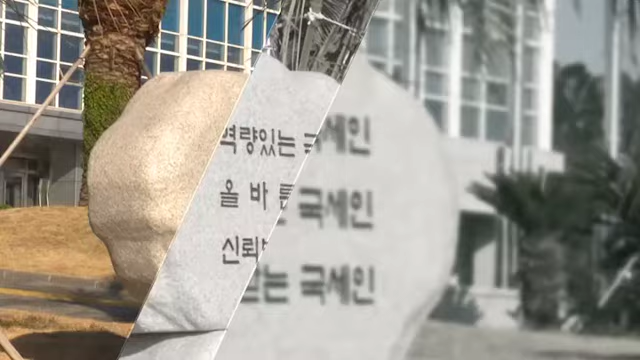 역량있는 국세인
올 바 른 국세인
신뢰받는 국세인